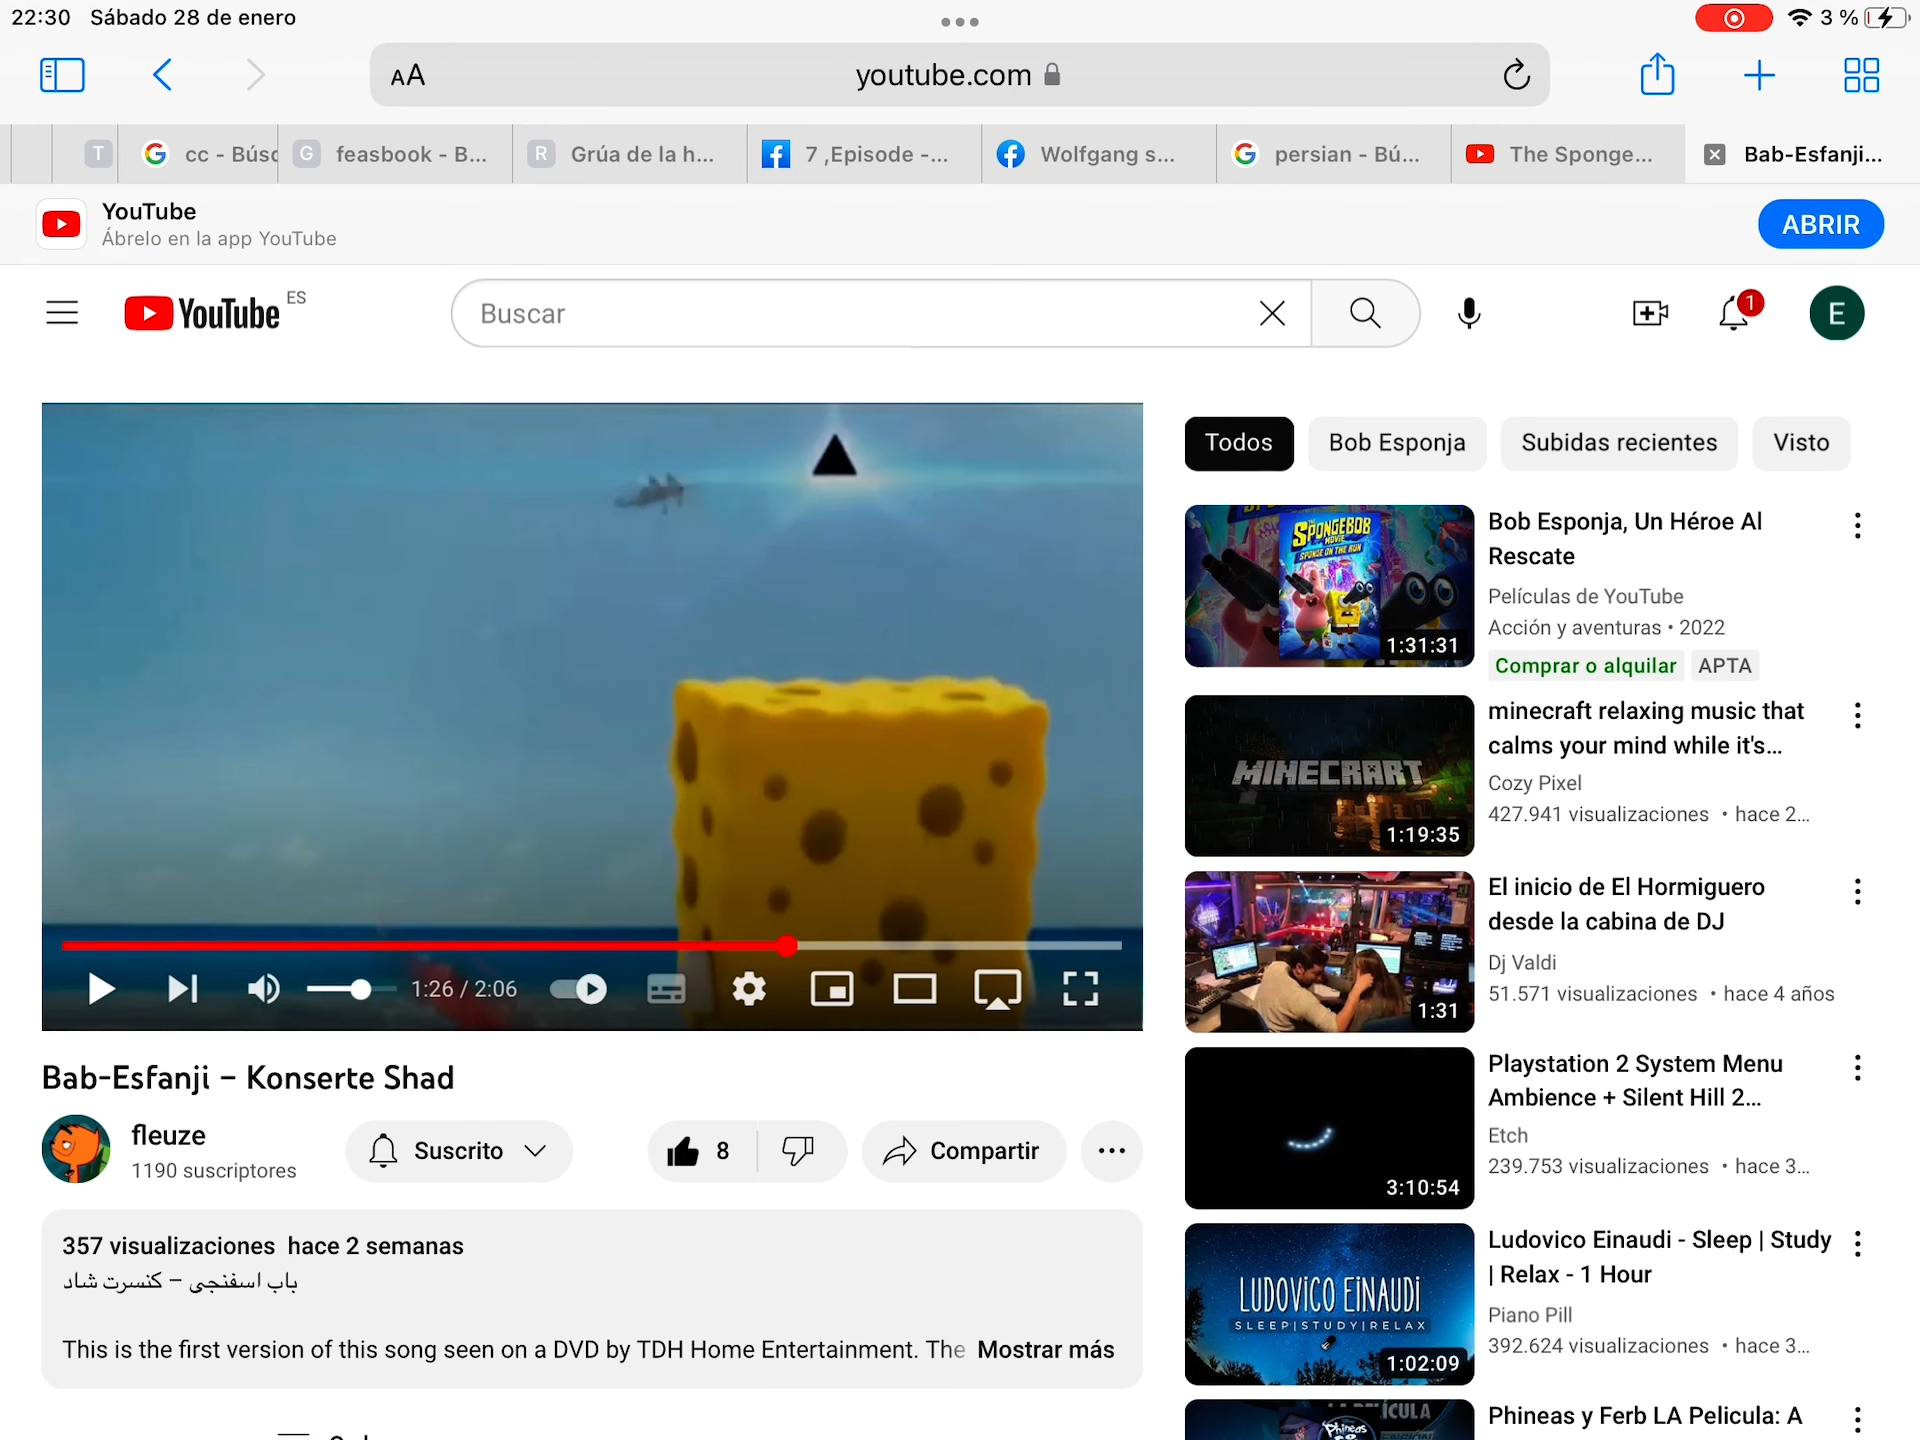 22:30 Sábado 28 de enero
3 %
AA
youtube.com
T
cc - Búsc
G
feasbook - B...
R
Grúa de la h...
7 ,Episode -...
Wolfgang s...
persian - Bú...
The Sponge...
Bab-Esfanji...
YouTube
Ábrelo en la app YouTube
ABRIR
YouTube ES
Buscar
1
E
1:26 / 2:06
Bab-Esfanji – Konserte Shad
fleuze
1190 suscriptores
Suscrito
8
Compartir
357 visualizaciones hace 2 semanas
باب اسفنجی – کنسرت شاد
This is the first version of this song seen on a DVD by TDH Home Entertainment. The Mostrar más
Todos
Bob Esponja
Subidas recientes
Visto
THE SPONGEBOB MOVIE
SPONGE ON THE RUN
1:31:31
Bob Esponja, Un Héroe Al
Rescate
Películas de YouTube
Acción y aventuras • 2022
Comprar o alquilar
APTA
MINECRAFT
1:19:35
minecraft relaxing music that
calms your mind while it's...
Cozy Pixel
427.941 visualizaciones • hace 2...
1:31
El inicio de El Hormiguero
desde la cabina de DJ
Dj Valdi
51.571 visualizaciones • hace 4 años
3:10:54
Playstation 2 System Menu
Ambience + Silent Hill 2...
Etch
239.753 visualizaciones • hace 3...
LUDOVICO EINAUDI
SLEEP|STUDY|RELAX
1:02:09
Ludovico Einaudi - Sleep | Study
| Relax - 1 Hour
Piano Pill
392.624 visualizaciones • hace 3...
Phineas
Phineas y Ferb LA Pelicula: A